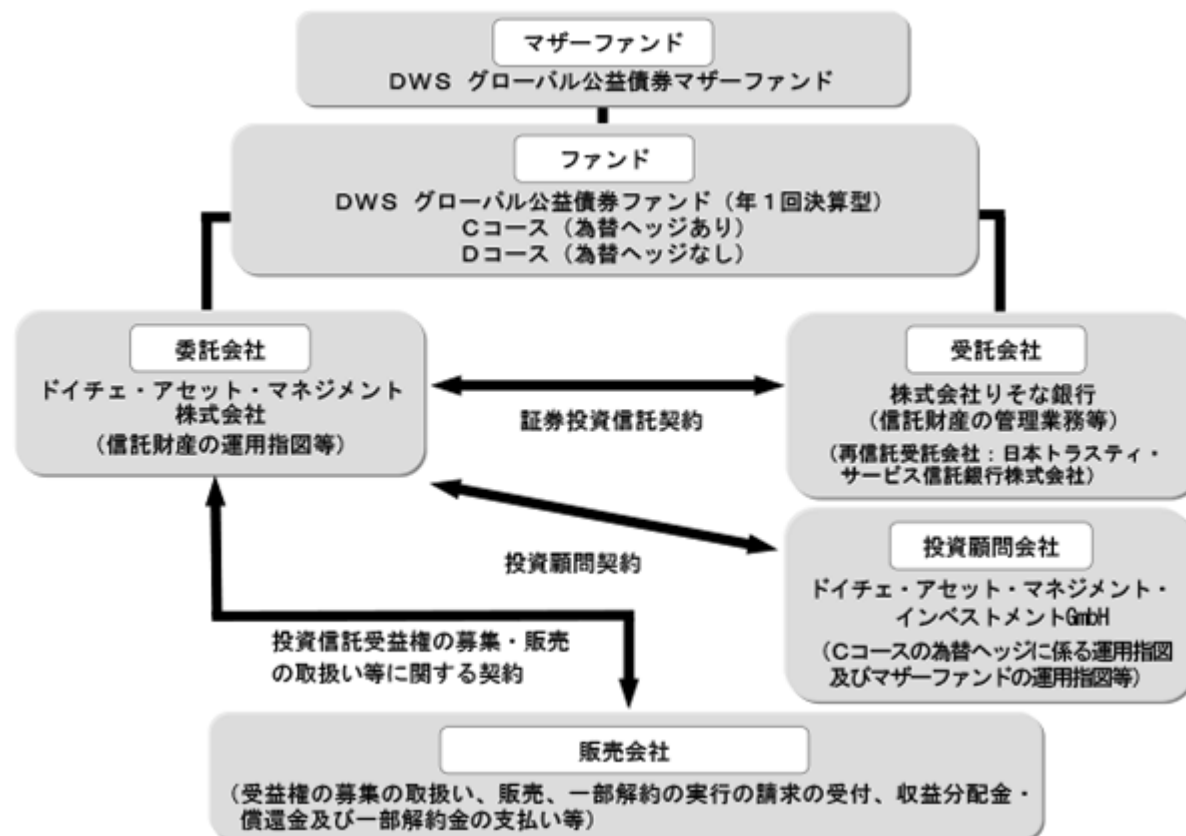 マザーファンド
DWS グローバル公益債券マザーファンド
ファンド
DWS グローバル公益債券ファンド（年１回決算型）
Cコース（為替ヘッジあり）
Dコース（為替ヘッジなし）
委託会社
ドイチェ・アセット・マネジメント
株式会社
（信託財産の運用指図等）
証券投資信託契約
受託会社
株式会社りそな銀行
（信託財産の管理業務等）
（再信託受託会社：日本トラスティ・
サービス信託銀行株式会社）
投資顧問契約
投資顧問会社
ドイチェ・アセット・マネジメント・
インベストメントGmbH
（Cコースの為替ヘッジに係る運用指図
及びマザーファンドの運用指図等）
投資信託受益権の募集・販売
の取扱い等に関する契約
販売会社
（受益権の募集の取扱い、販売、一部解約の実行の請求の受付、収益分配金・
償還金及び一部解約金の支払い等）